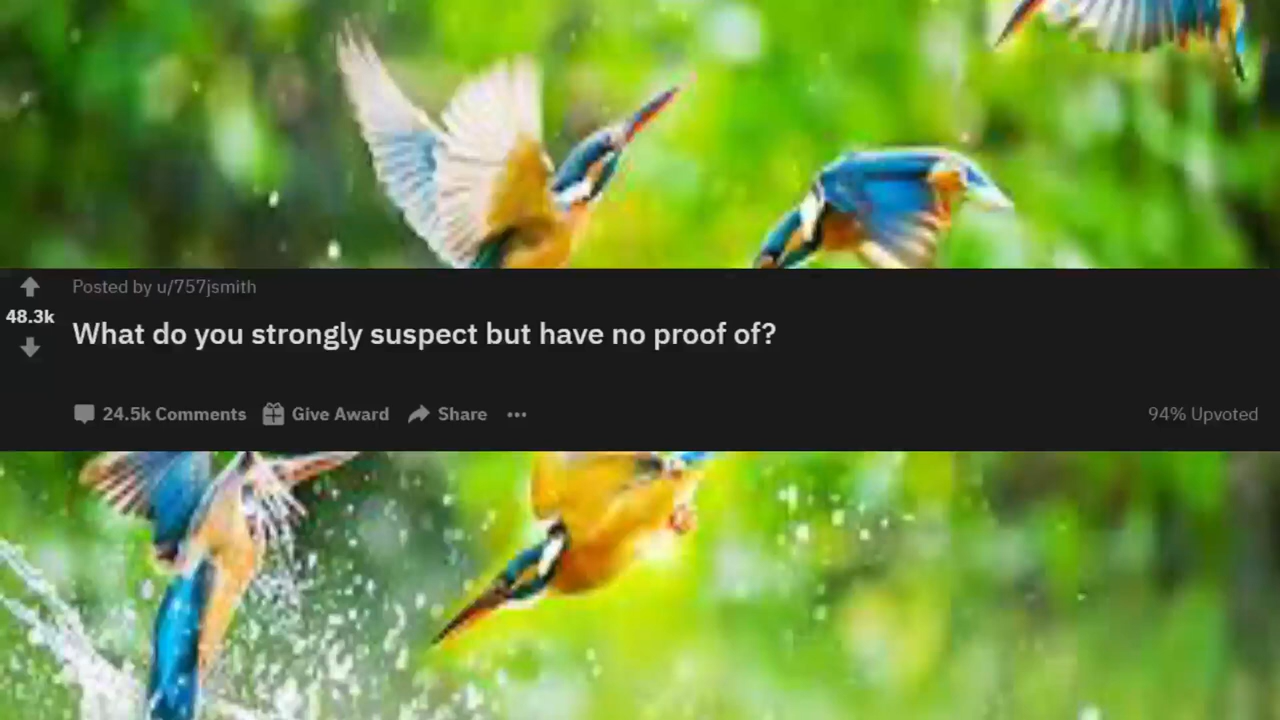 Posted by u/757jsmith
48.3k
What do you strongly suspect but have no proof of?
24.5k Comments Give Award Share ••• 94% Upvoted